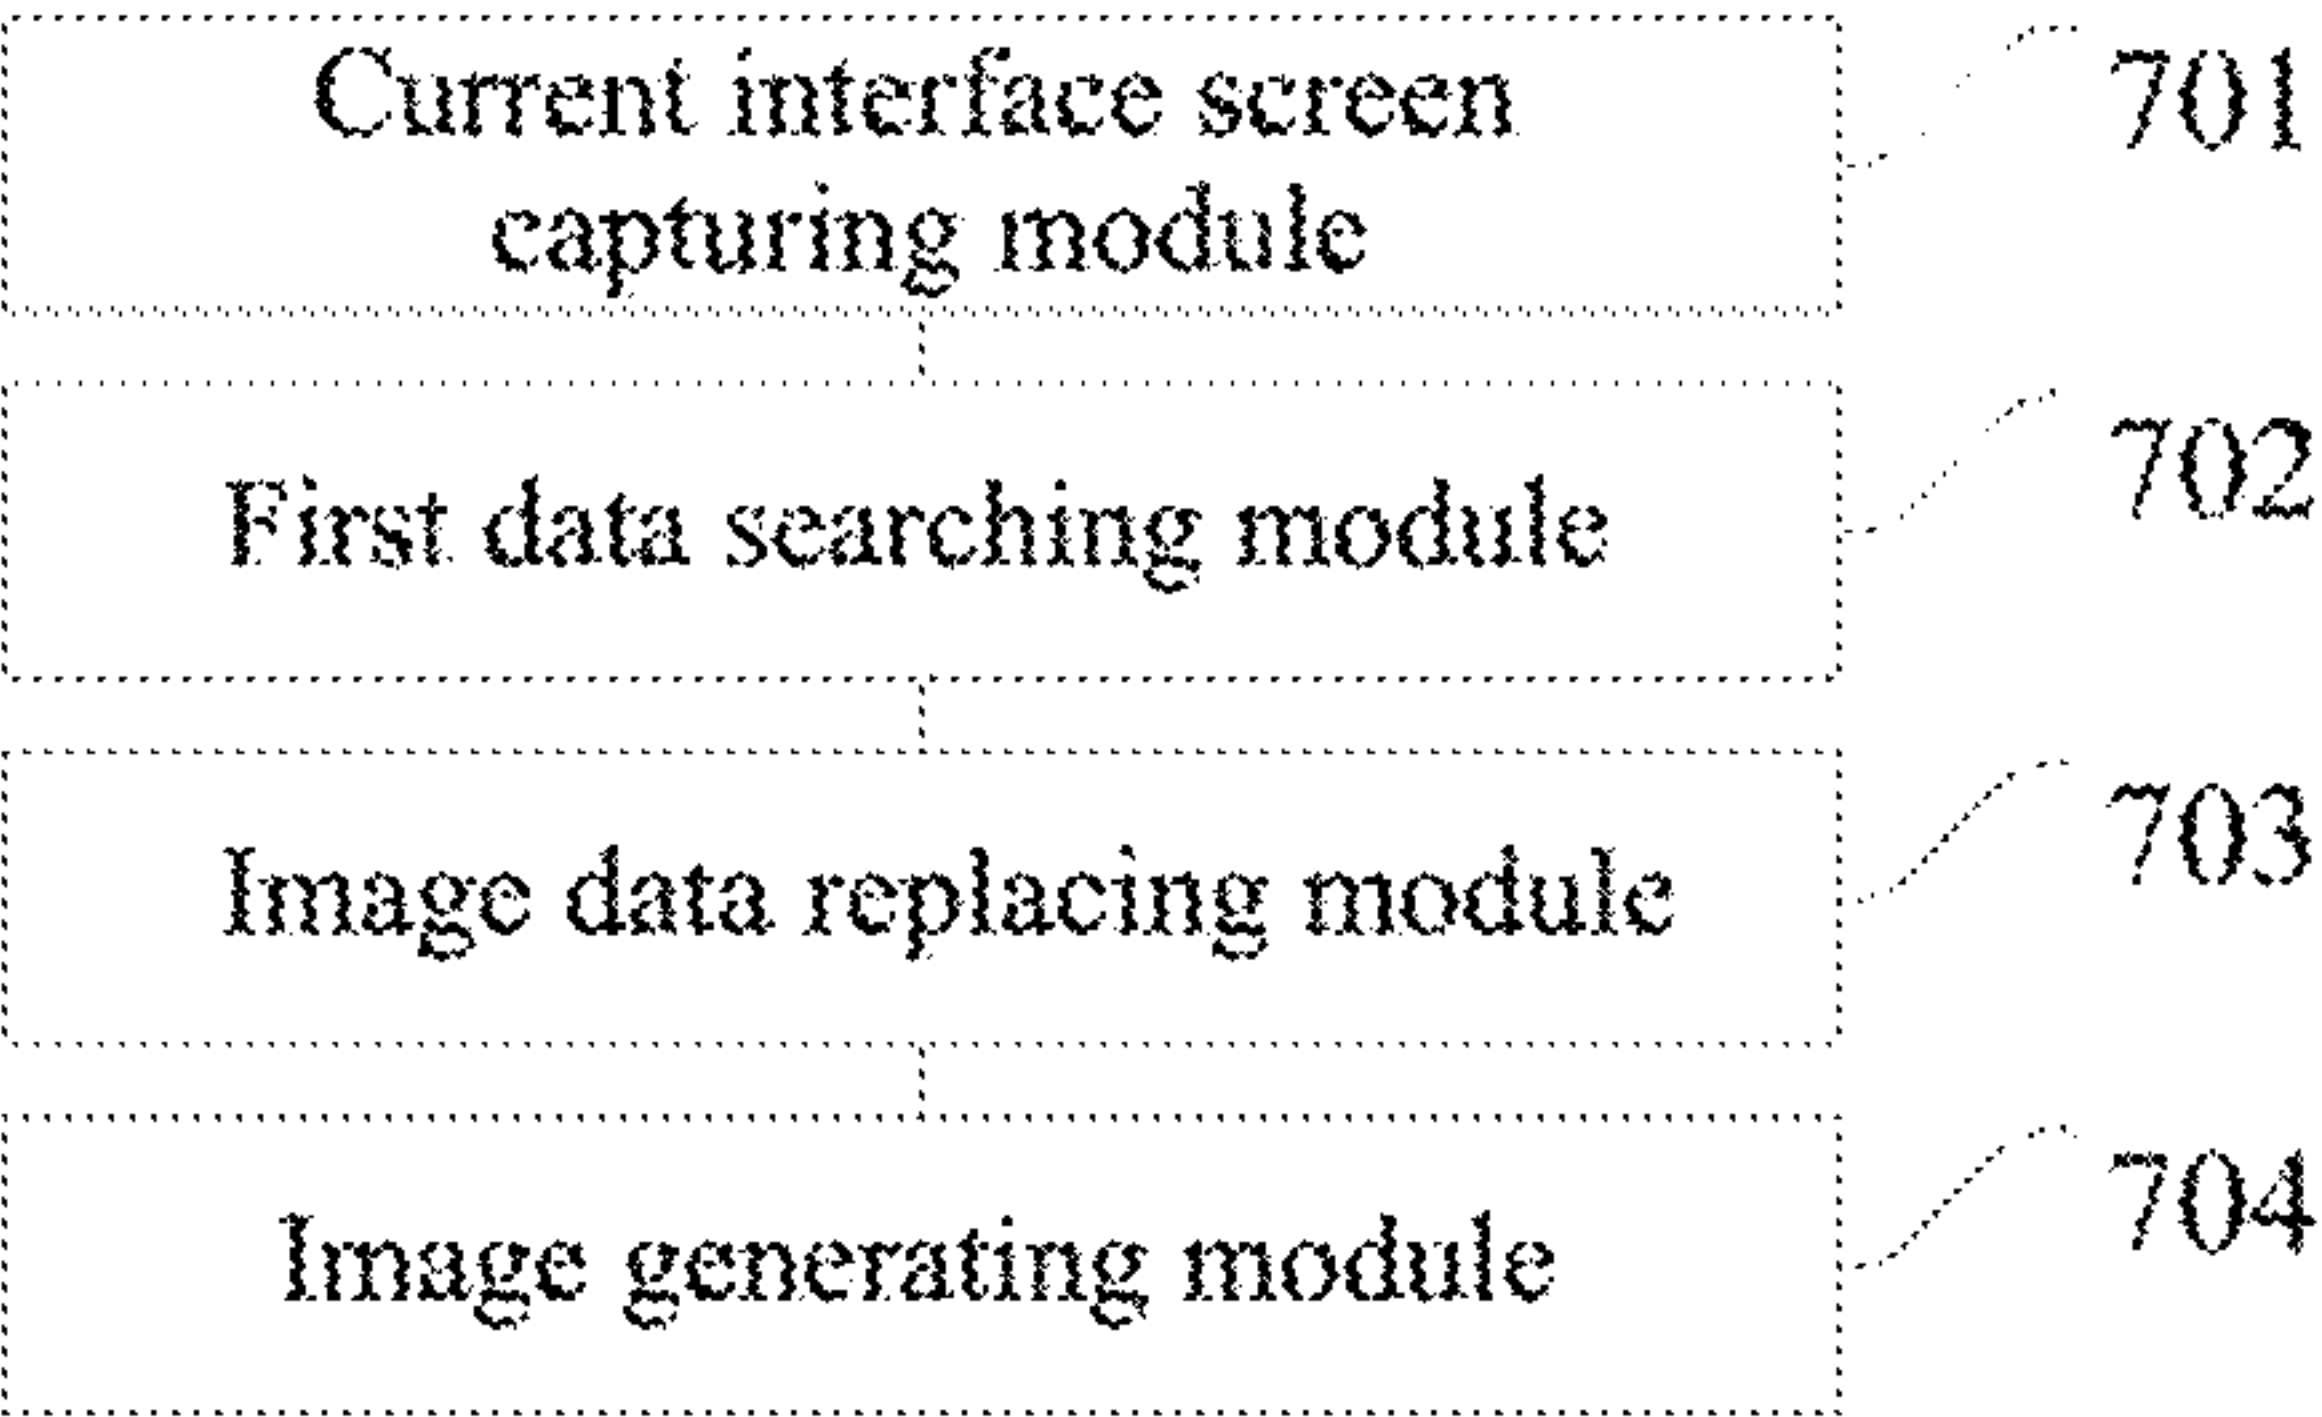 Current interface screen
capturing module
701
First data searching module
702
Image data replacing module
703
Image generating module
704